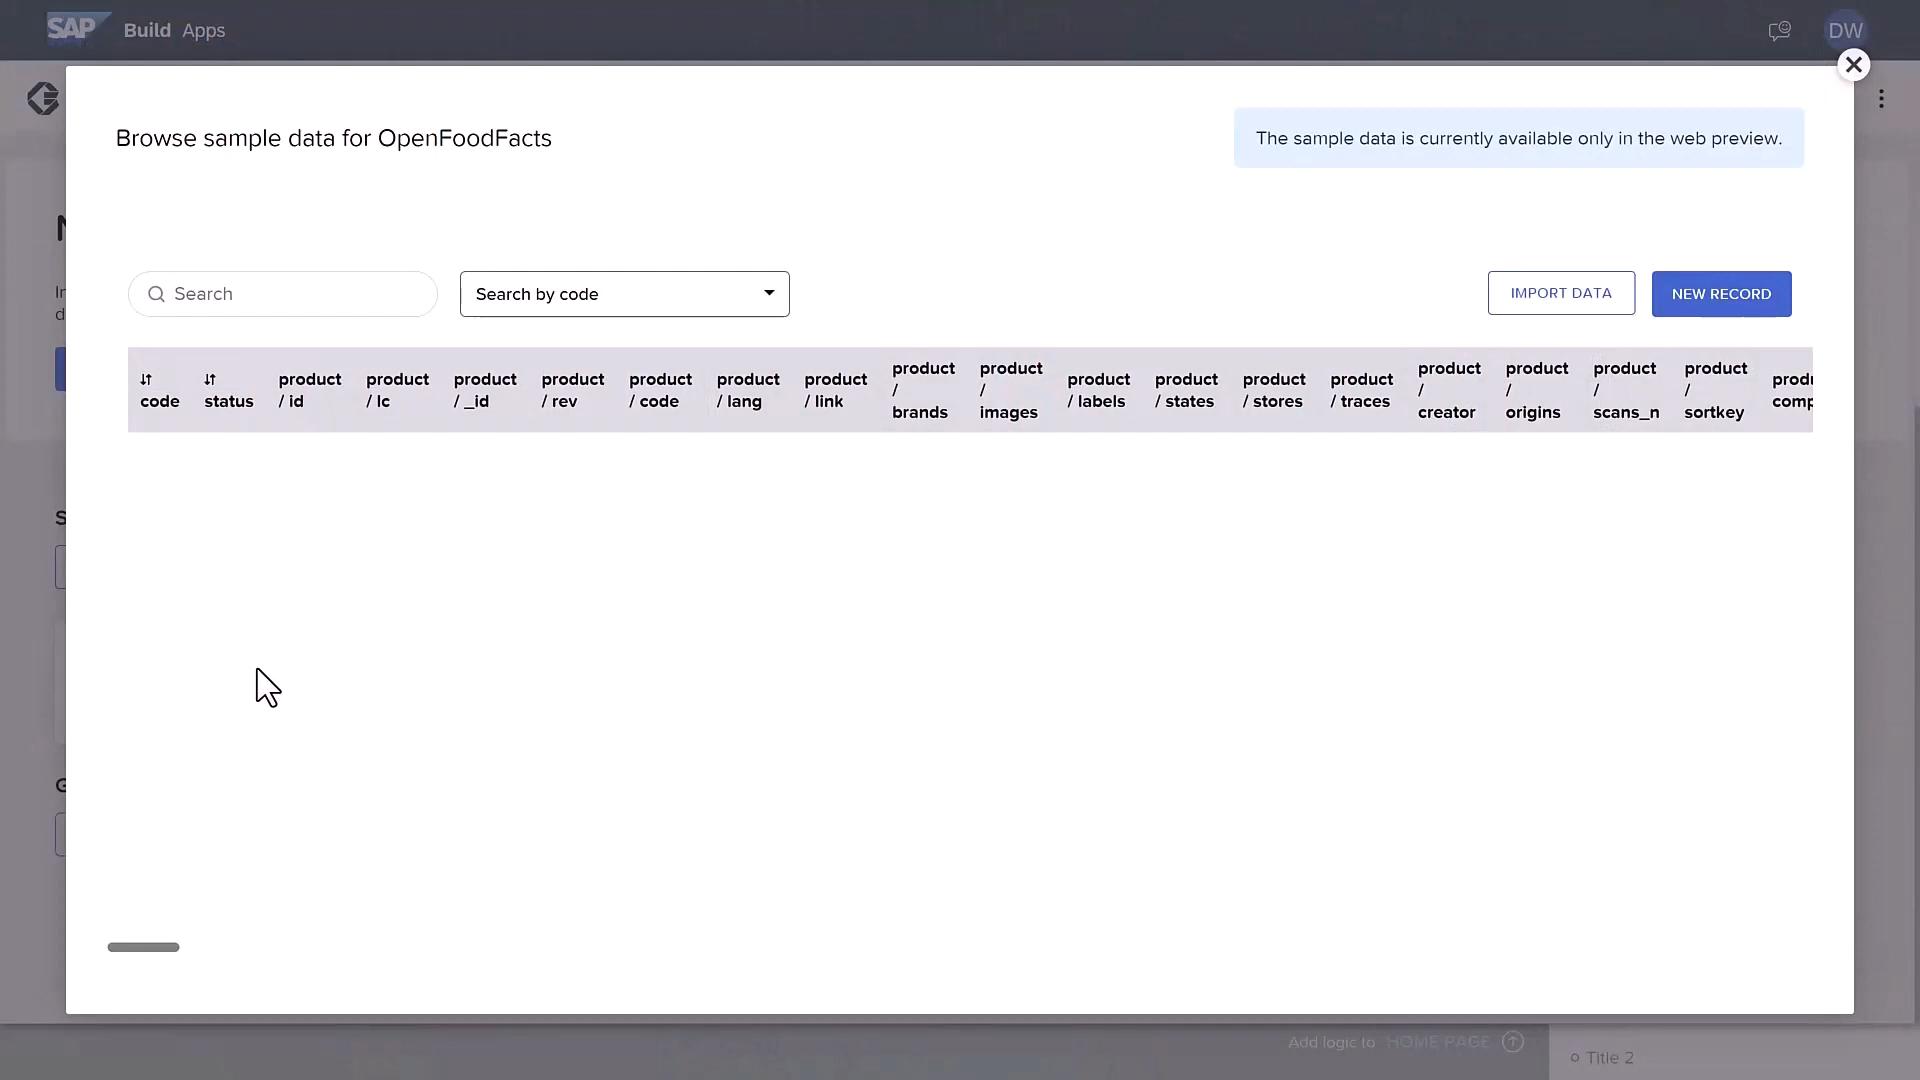 SAP Build Apps
DW
Browse sample data for OpenFoodFacts
The sample data is currently available only in the web preview.
Search
Search by code
IMPORT DATA
NEW RECORD
code
status
product / id
product / lc
product / _id
product / rev
product / code
product / lang
product / link
product / brands
product / images
product / labels
product / states
product / stores
product / traces
product / creator
product / origins
product / scans_n
product / sortkey
Add logic to HOME PAGE
Title 2